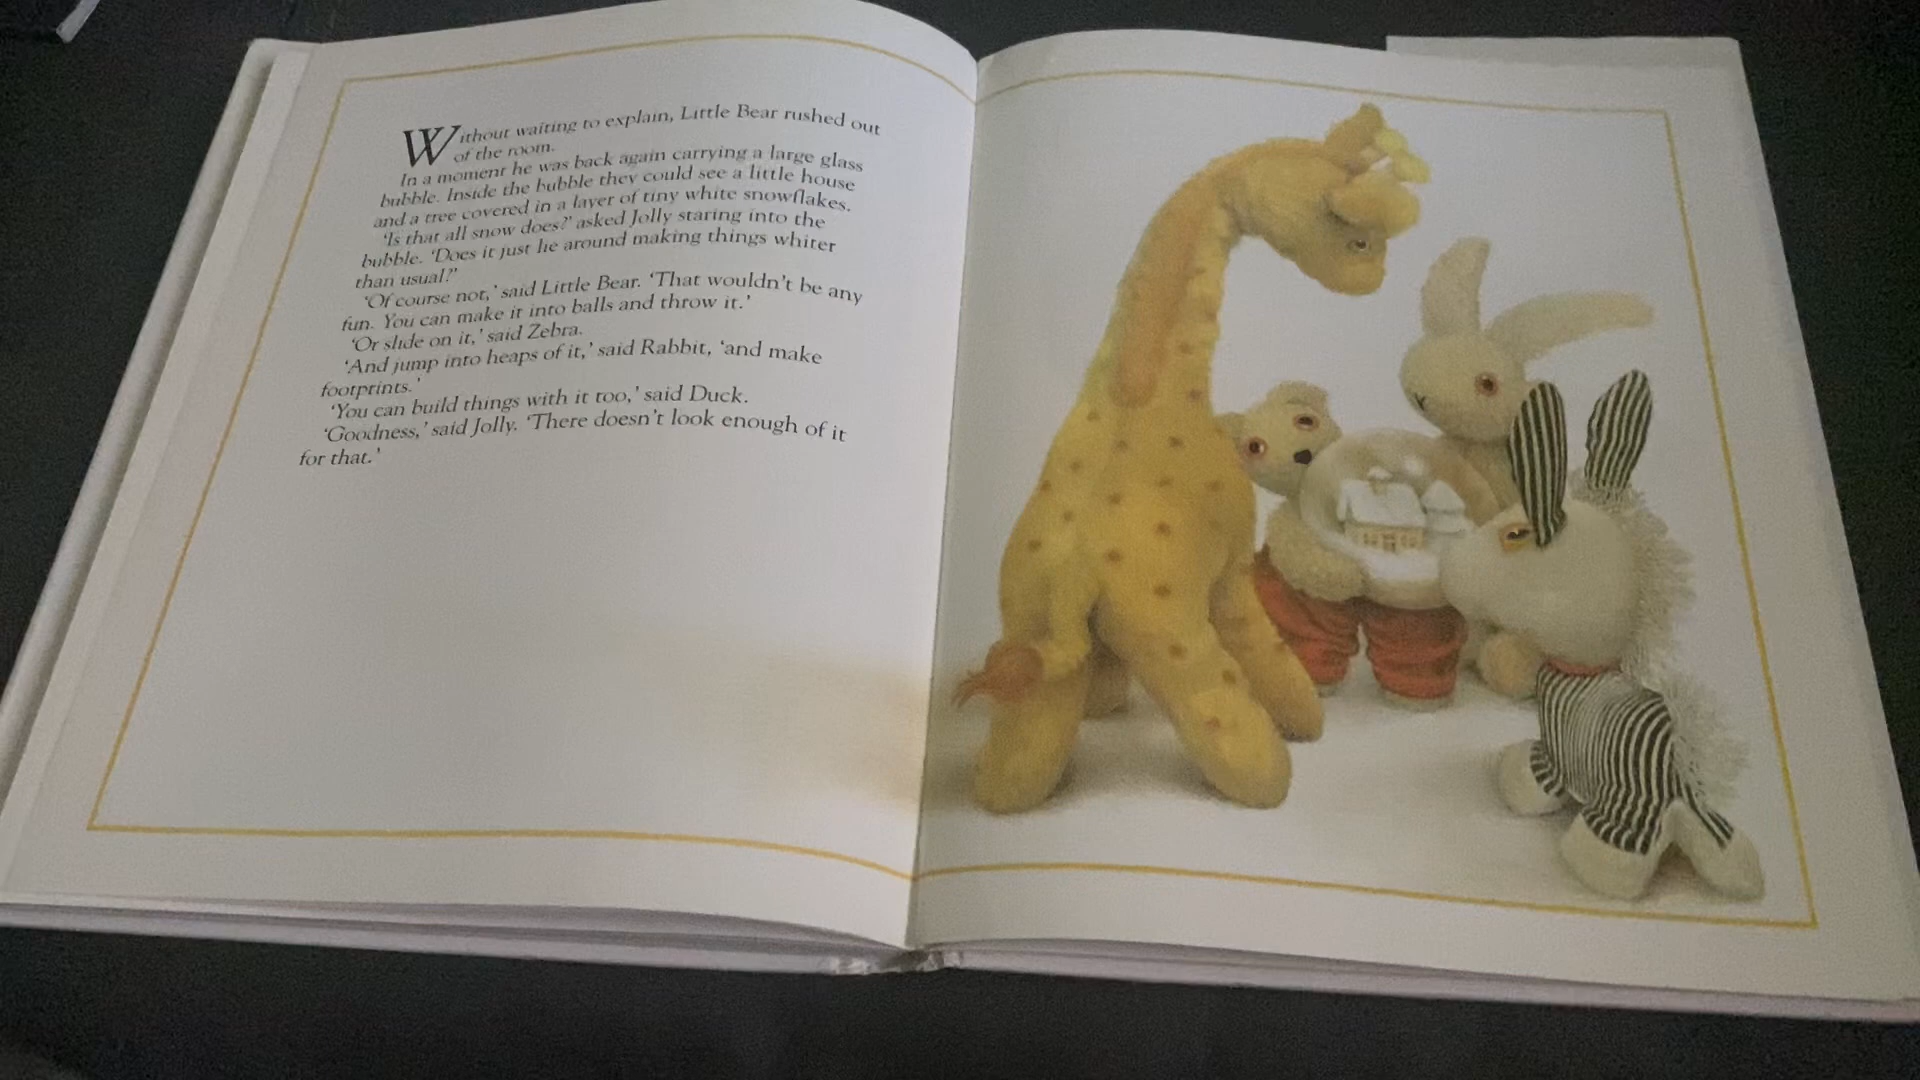 Without waiting to explain, Little Bear rushed out
of the room.
In a moment he was back again carrying a large glass
bubble. Inside the bubble they could see a little house
and a tree covered in a layer of tiny white snowflakes.
‘Is that all snow does?’ asked Jolly staring into the
bubble. ‘Does it just lie around making things whiter
than usual?’
‘Of course not,’ said Little Bear. ‘That wouldn’t be any
fun. You can make it into balls and throw it.’
‘Or slide on it,’ said Zebra.
‘And jump into heaps of it,’ said Rabbit, ‘and make
footprints.’
‘You can build things with it too,’ said Duck.
‘Goodness,’ said Jolly. ‘There doesn’t look enough of it
for that.’